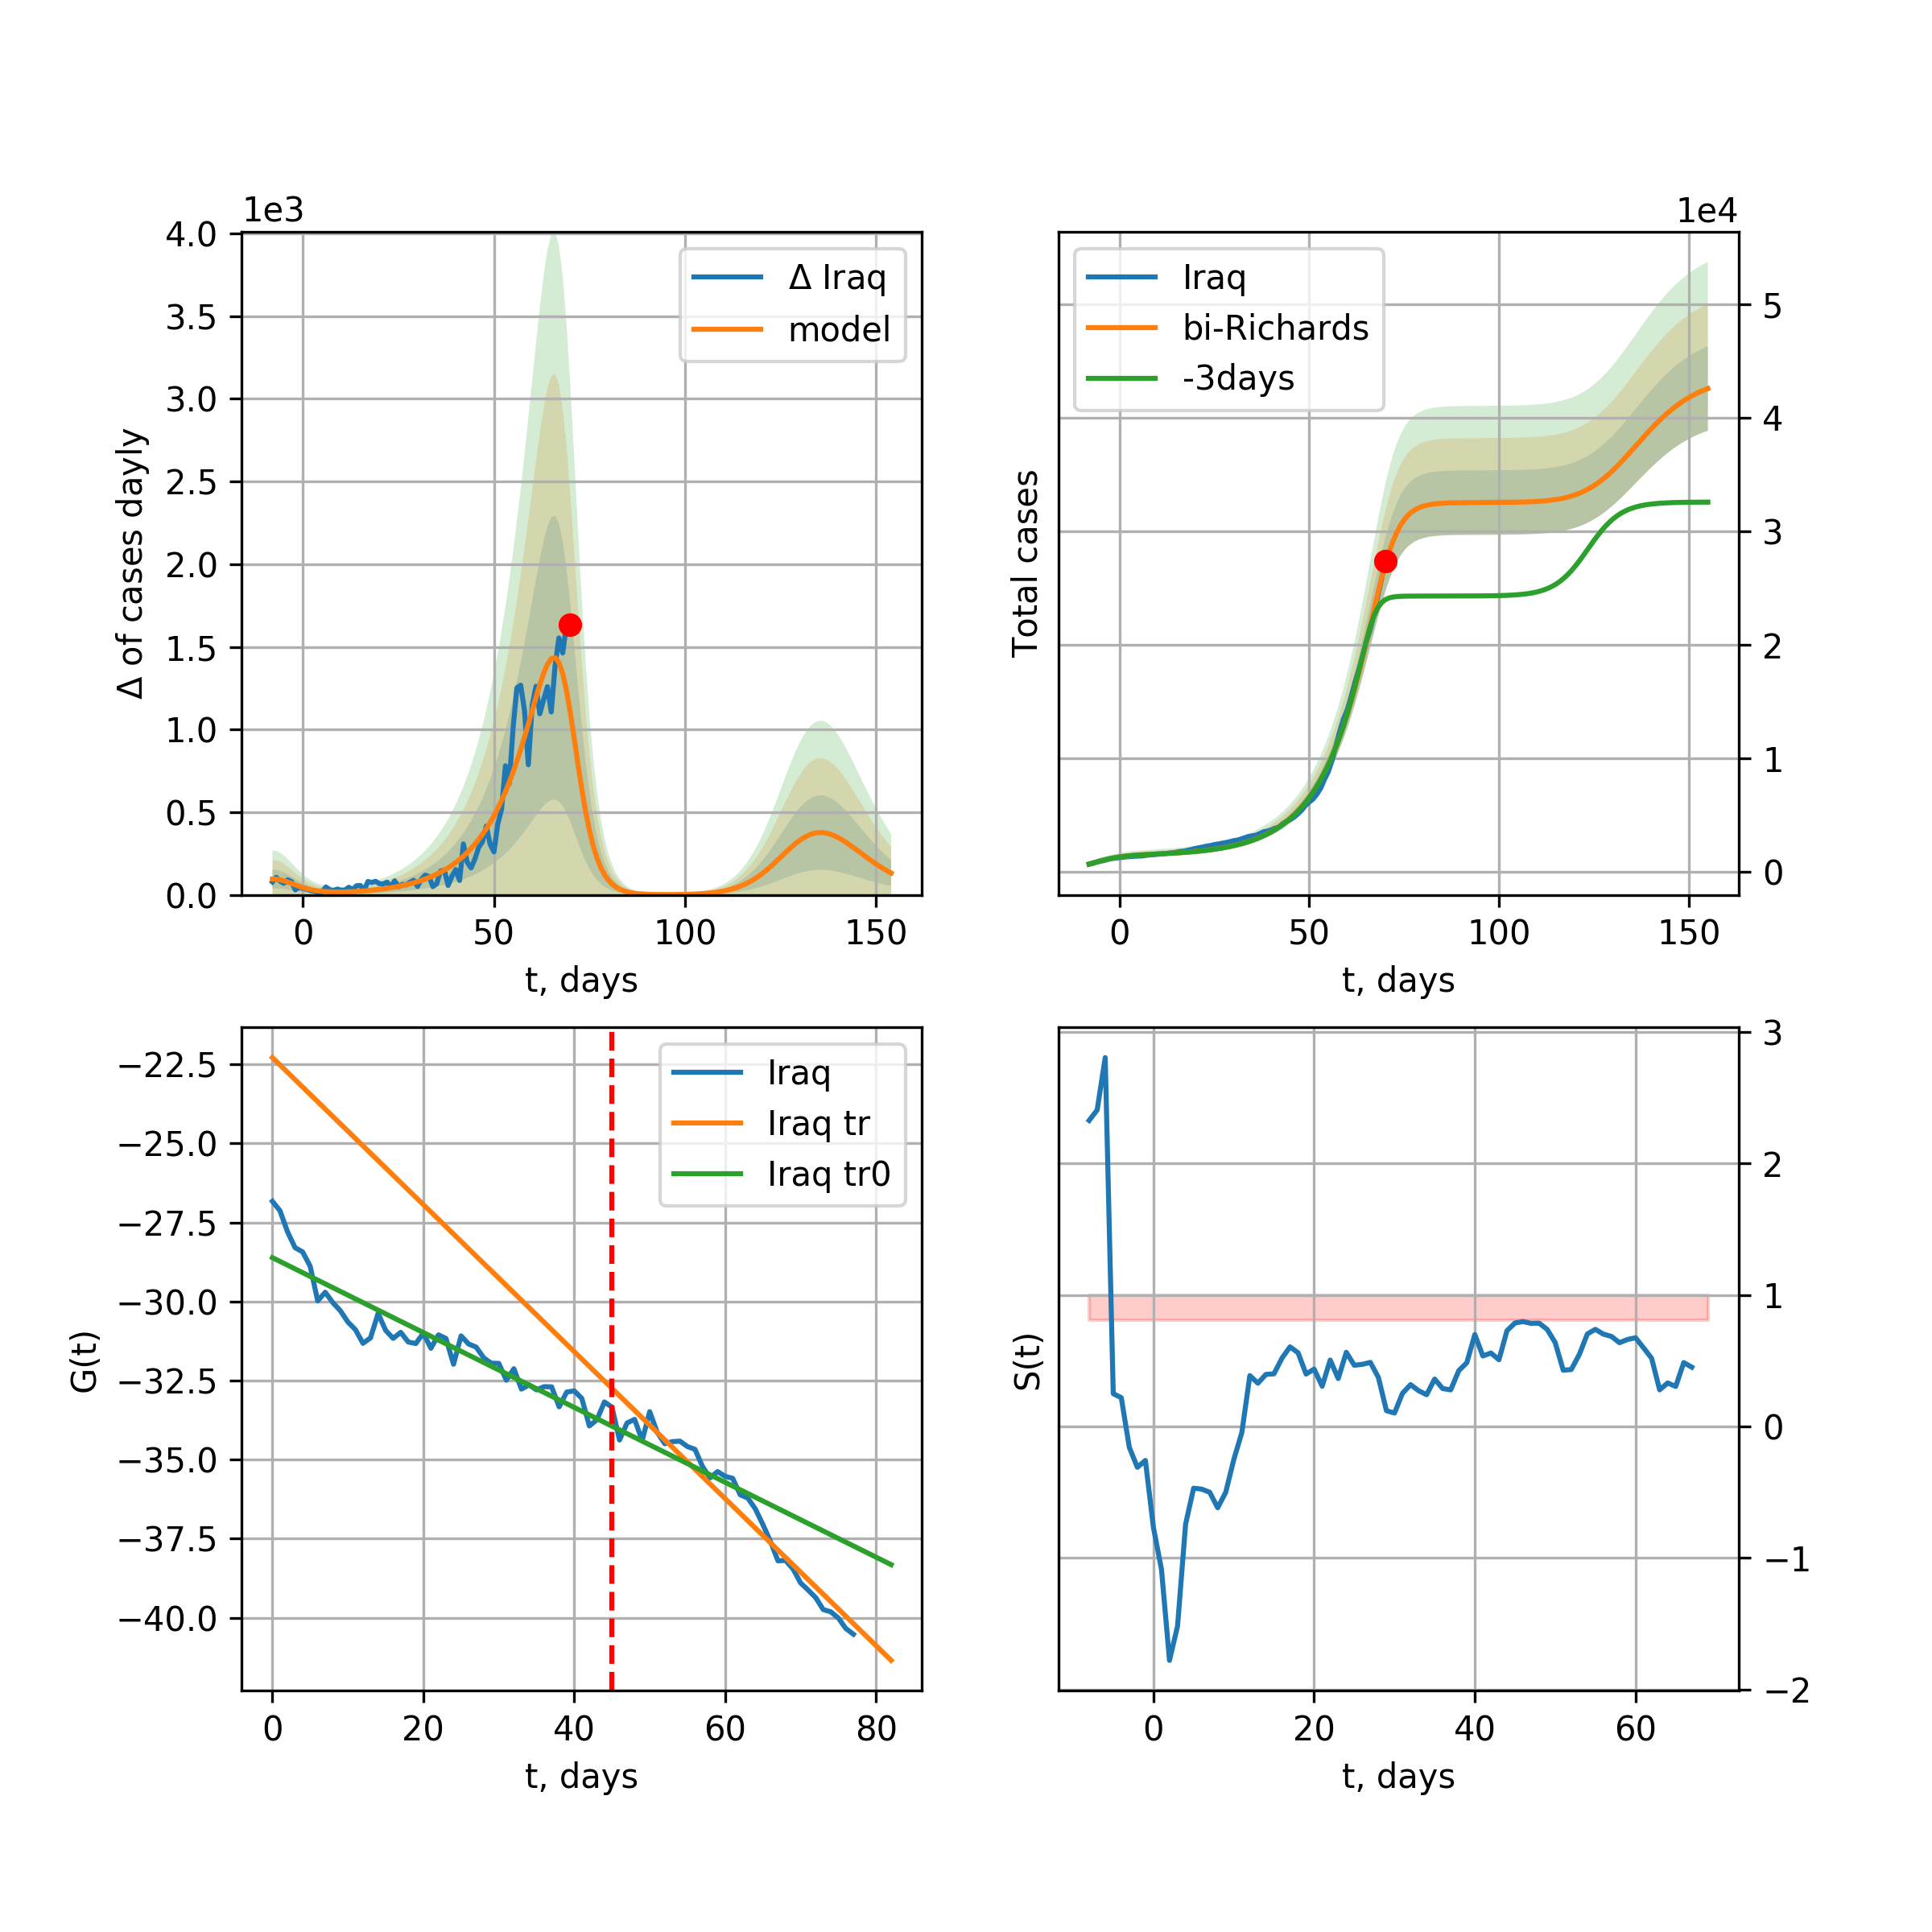 1e3
4.0
3.5
3.0
2.5
2.0
1.5
1.0
0.5
0.0
Δ of cases dayly
Δ Iraq
model
0 50 100 150
t, days
1e4
Iraq
bi-Richards
-3days
Total cases
5
4
3
2
1
0
0 50 100 150
t, days
−22.5
−25.0
−27.5
−30.0
−32.5
−35.0
−37.5
−40.0
G(t)
Iraq
Iraq tr
Iraq tr0
0 20 40 60 80
t, days
S(t)
3
2
1
0
−1
−2
0 20 40 60
t, days